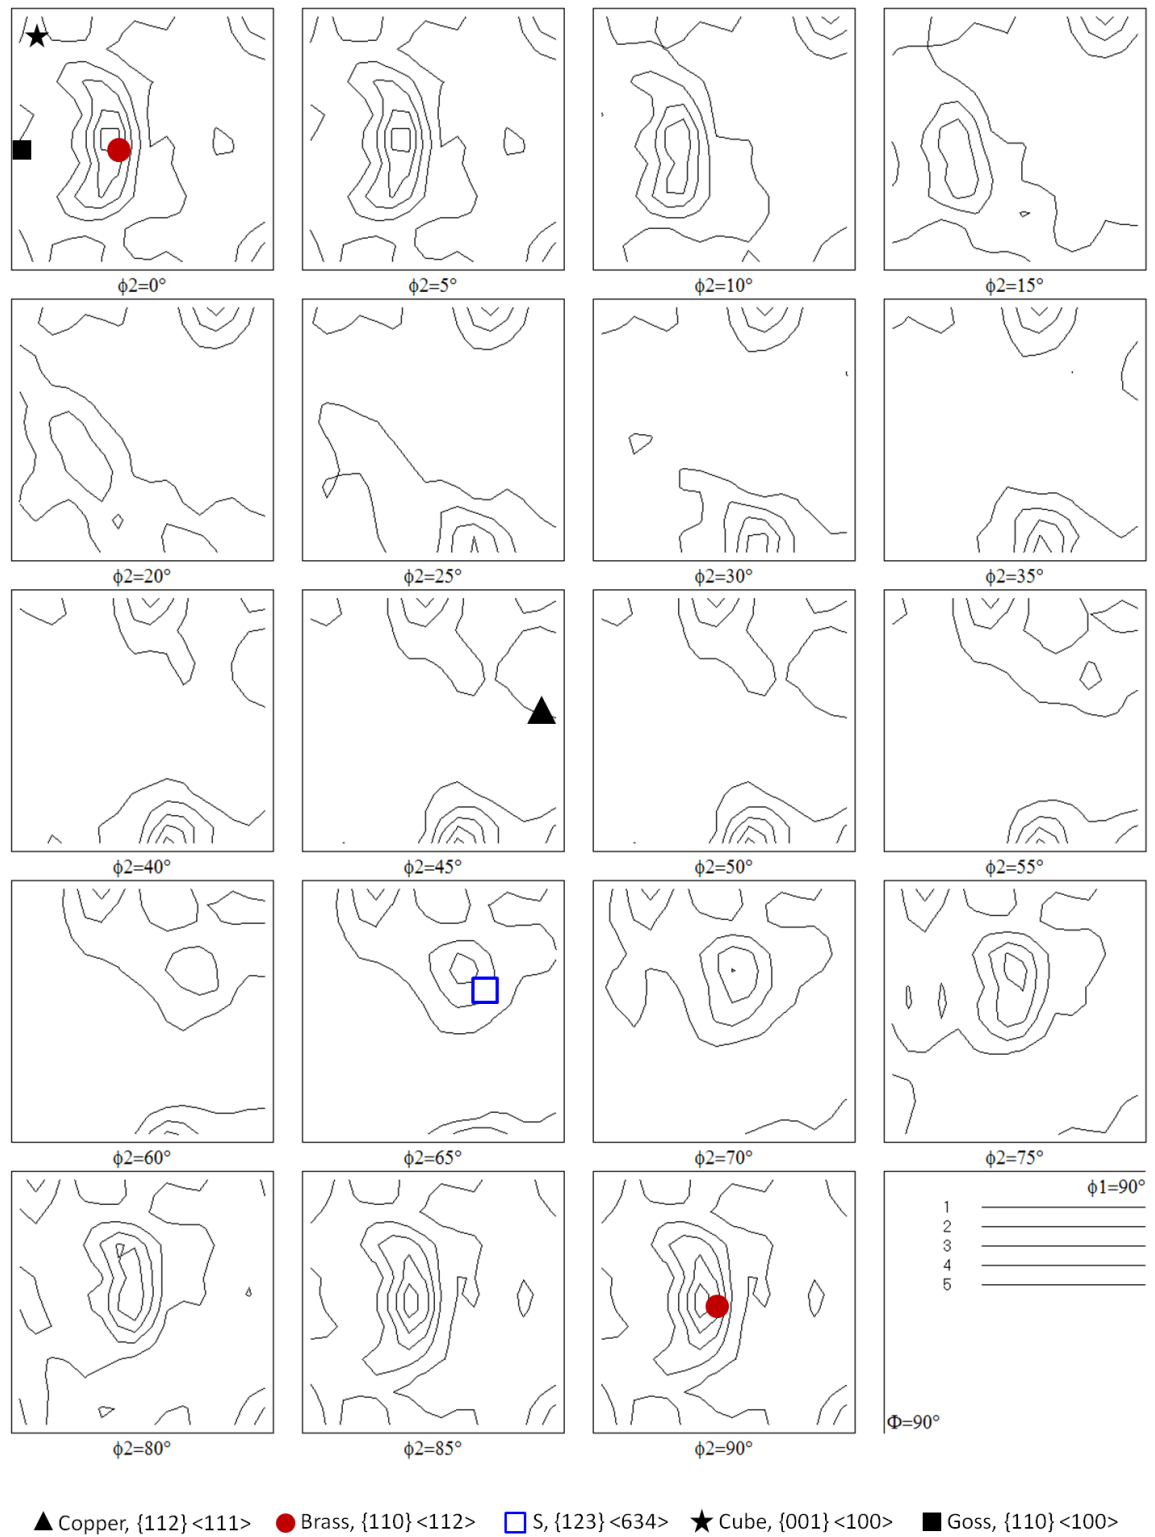 ϕ2=0° ϕ2=5° ϕ2=10° ϕ2=15°
ϕ2=20° ϕ2=25° ϕ2=30° ϕ2=35°
ϕ2=40° ϕ2=45° ϕ2=50° ϕ2=55°
ϕ2=60° ϕ2=65° ϕ2=70° ϕ2=75°
ϕ1=90°
1
2
3
4
5
Φ=90°
ϕ2=80° ϕ2=85° ϕ2=90°
Copper, {112} <111> Brass, {110} <112> S, {123} <634> Cube, {001} <100> Goss, {110} <100>